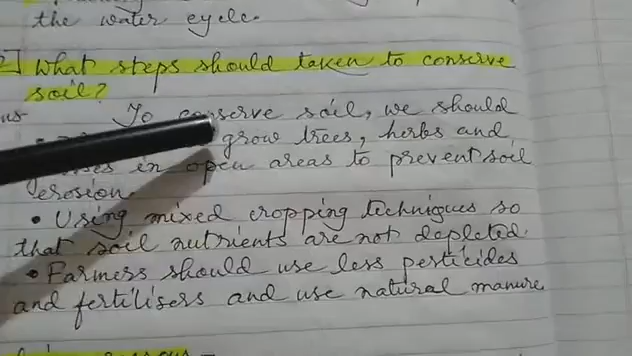 the water cycle.
2] What steps should taken to conserve
soil?
To conserve soil, we should
grow trees, herbs and
in open areas to prevent soil
erosion.
• Using mixed cropping techniques so
that soil nutrients are not depleted.
• Farmers should use less perticides
and fertilisers and use natural manure.